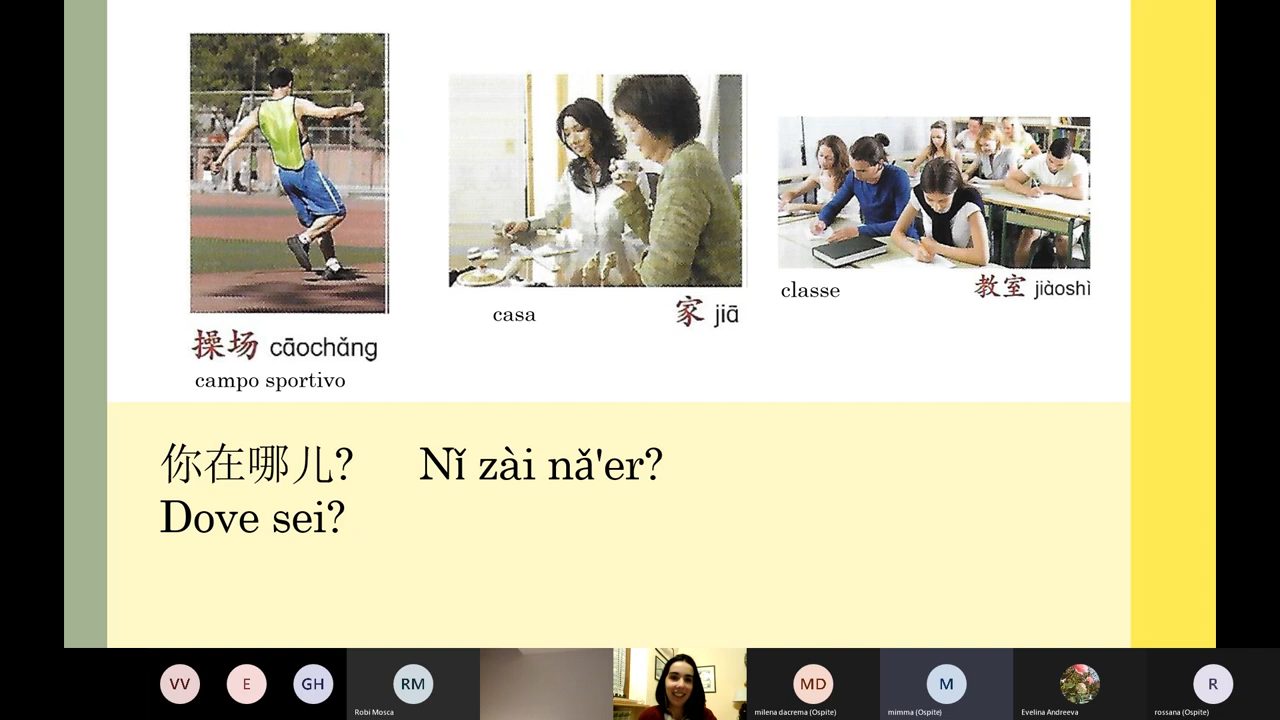 操场 cāochǎng
campo sportivo
casa
家 jiā
classe
教室 jiàoshì
你在哪儿? Nǐ zài nǎ'er?
Dove sei?
VV
E
GH
RM
Robi Mosca
MD
milena dacrema (Ospite)
M
mimma (Ospite)
Evelina Andreeva
R
rossana (Ospite)